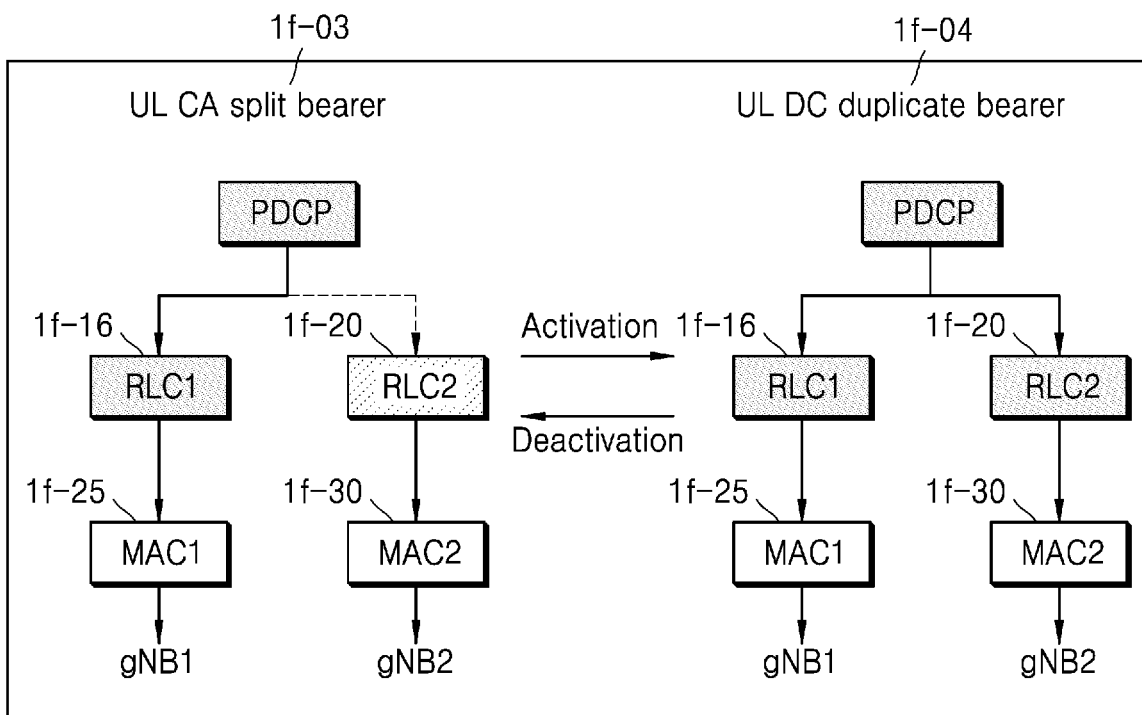 1f-03 1f-04
UL CA split bearer UL DC duplicate bearer
PDCP PDCP
1f-16 1f-20 Activation 1f-16 1f-20
RLC1 RLC2 RLC1 RLC2
Deactivation
1f-25 1f-30 1f-25 1f-30
MAC1 MAC2 MAC1 MAC2
gNB1 gNB2 gNB1 gNB2